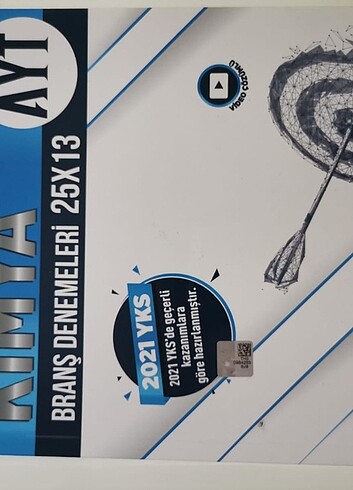 AYT
KİMYA
BRANŞ DENEMELERİ 25X13
VİDEO ÇÖZÜMLÜ
2021 YKS
2021 YKS'de geçerli
kazanımlara
göre hazırlanmıştır.